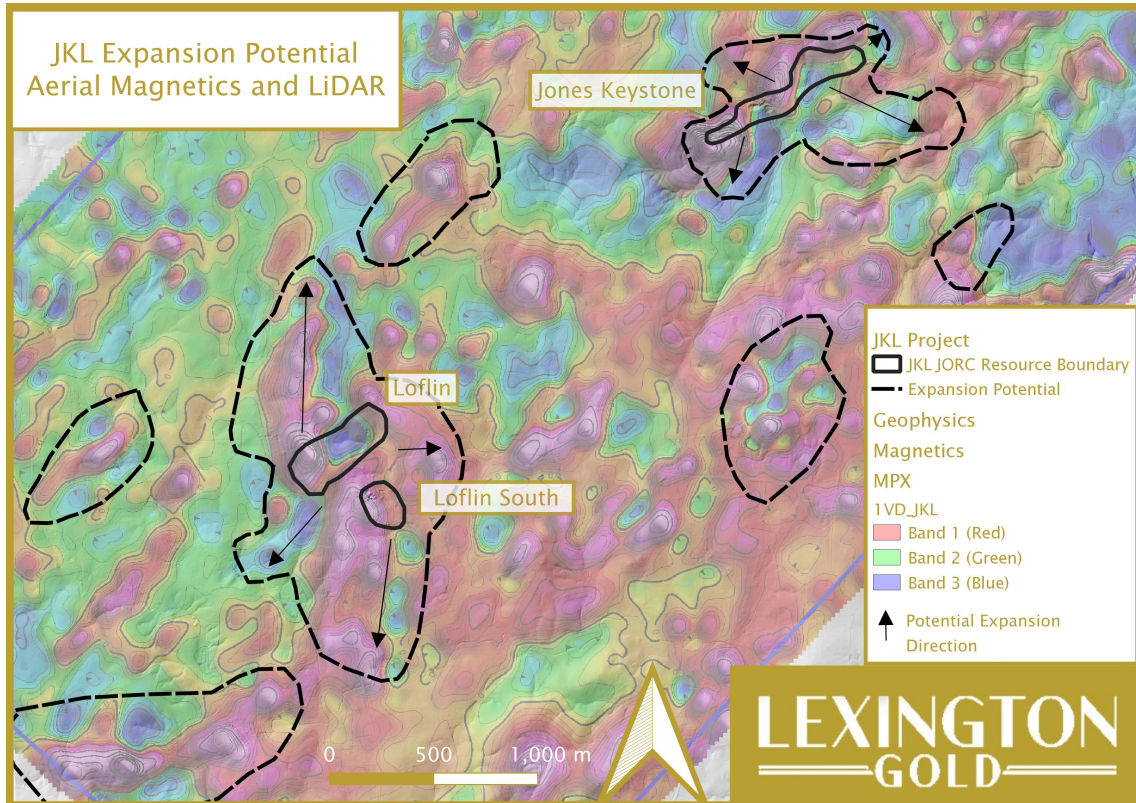 JKL Expansion Potential
Aerial Magnetics and LiDAR
Jones Keystone
Loflin
Loflin South
JKL Project
JKL JORC Resource Boundary
Expansion Potential
Geophysics
Magnetics
MPX
1VD_JKL
Band 1 (Red)
Band 2 (Green)
Band 3 (Blue)
Potential Expansion
Direction
0 500 1,000 m
LEXINGTON
GOLD